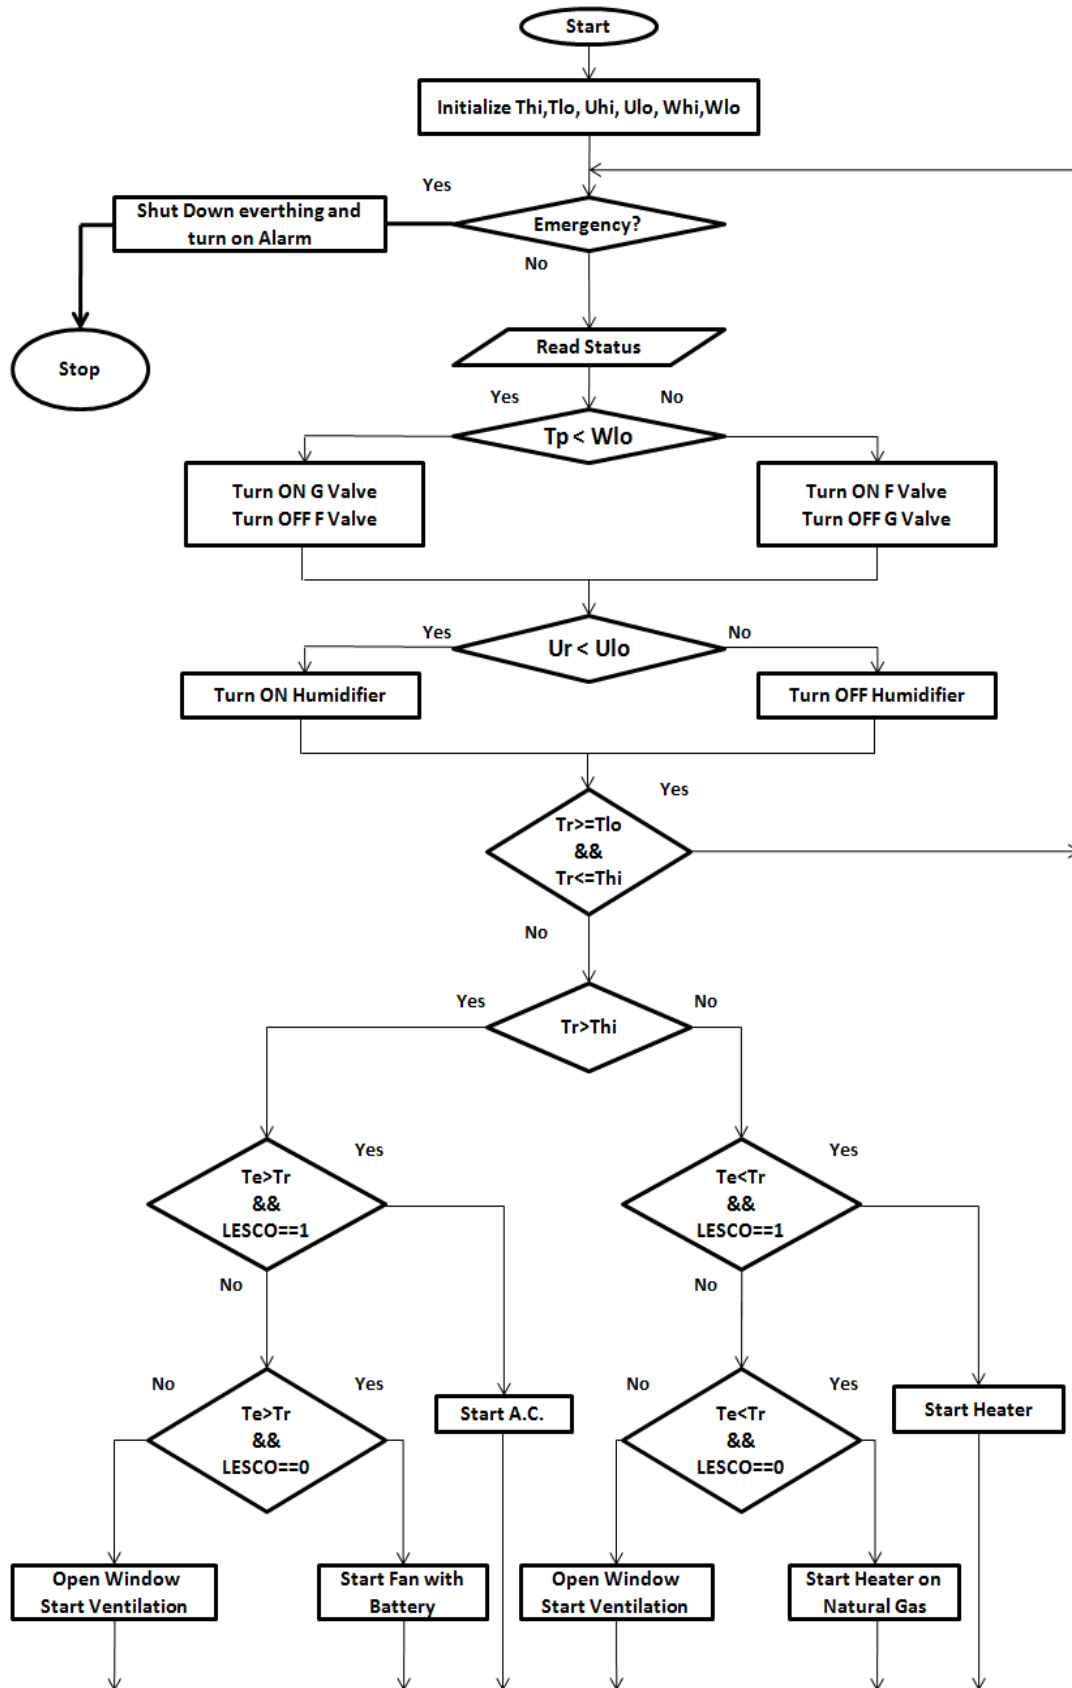 Start
Initialize Thi,Tlo, Uhi, Ulo, Whi,Wlo
Yes
Shut Down everthing and
turn on Alarm
Emergency?
No
Stop
Read Status
Yes
No
Tp < Wlo
Turn ON G Valve
Turn OFF F Valve
Turn ON F Valve
Turn OFF G Valve
Yes
No
Ur < Ulo
Turn ON Humidifier
Turn OFF Humidifier
Yes
Tr>=Tlo
&&
Tr<=Thi
No
Yes
No
Tr>Thi
Yes
Te>Tr
&&
LESCO==1
No
Yes
Te<Tr
&&
LESCO==1
No
No
Yes
Te>Tr
&&
LESCO==0
Start A.C.
No
Yes
Te<Tr
&&
LESCO==0
Start Heater
Open Window
Start Ventilation
Start Fan with
Battery
Open Window
Start Ventilation
Start Heater on
Natural Gas